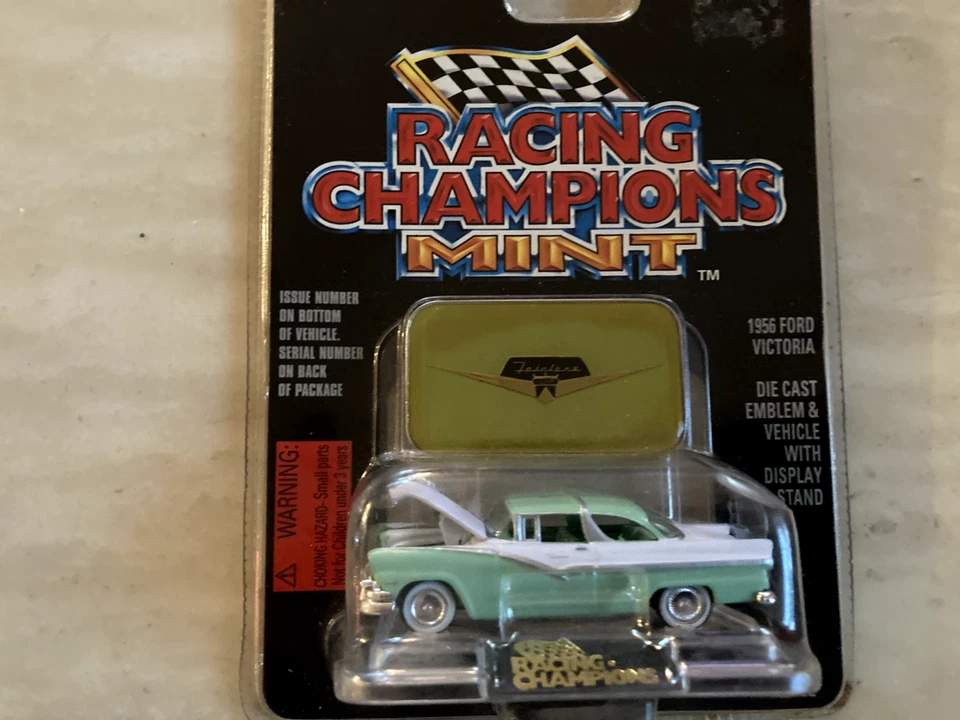 RACING
CHAMPIONS
MINT
TM
ISSUE NUMBER
ON BOTTOM
OF VEHICLE.
SERIAL NUMBER
ON BACK
OF PACKAGE
1956 FORD
VICTORIA
DIE CAST
EMBLEM &
VEHICLE
WITH
DISPLAY
STAND
Fairlane
WARNING:
CHOKING HAZARD-Small parts
Not for Children under 3 years
RACING
CHAMPIONS